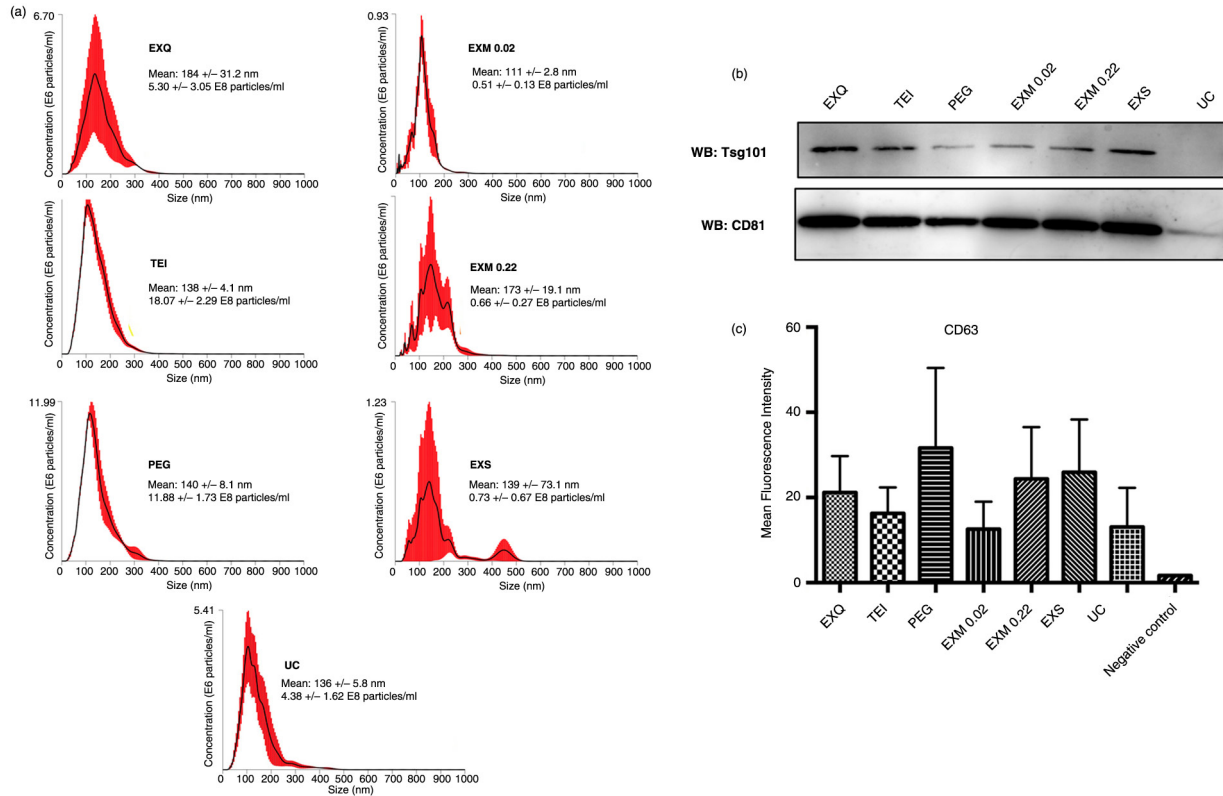 (a)
6.70
Concentration (E6 particles/ml)
EXQ
Mean: 184 +/– 31.2 nm
5.30 +/– 3.05 E8 particles/ml
0 100 200 300 400 500 600 700 800 900 1000
Size (nm)
0.93
Concentration (E6 particles/ml)
EXM 0.02
Mean: 111 +/– 2.8 nm
0.51 +/– 0.13 E8 particles/ml
0 100 200 300 400 500 600 700 800 900 1000
Size (nm)
Concentration (E6 particles/ml)
TEI
Mean: 138 +/– 4.1 nm
18.07 +/– 2.29 E8 particles/ml
0 100 200 300 400 500 600 700 800 900 1000
Size (nm)
Concentration (E6 particles/ml)
EXM 0.22
Mean: 173 +/– 19.1 nm
0.66 +/– 0.27 E8 particles/ml
0 100 200 300 400 500 600 700 800 900 1000
Size (nm)
11.99
Concentration (E6 particles/ml)
PEG
Mean: 140 +/– 8.1 nm
11.88 +/– 1.73 E8 particles/ml
0 100 200 300 400 500 600 700 800 900 1000
Size (nm)
1.23
Concentration (E6 particles/ml)
EXS
Mean: 139 +/– 73.1 nm
0.73 +/– 0.67 E8 particles/ml
0 100 200 300 400 500 600 700 800 900 1000
Size (nm)
5.41
Concentration (E6 particles/ml)
UC
Mean: 136 +/– 5.8 nm
4.38 +/– 1.62 E8 particles/ml
0 100 200 300 400 500 600 700 800 900 1000
Size (nm)
(b)
EXQ TEI PEG EXM 0.02 EXM 0.22 EXS UC
WB: Tsg101
WB: CD81
(c)
CD63
Mean Fluorescence Intensity
60
40
20
0
EXQ TEI PEG EXM 0.02 EXM 0.22 EXS UC Negative control